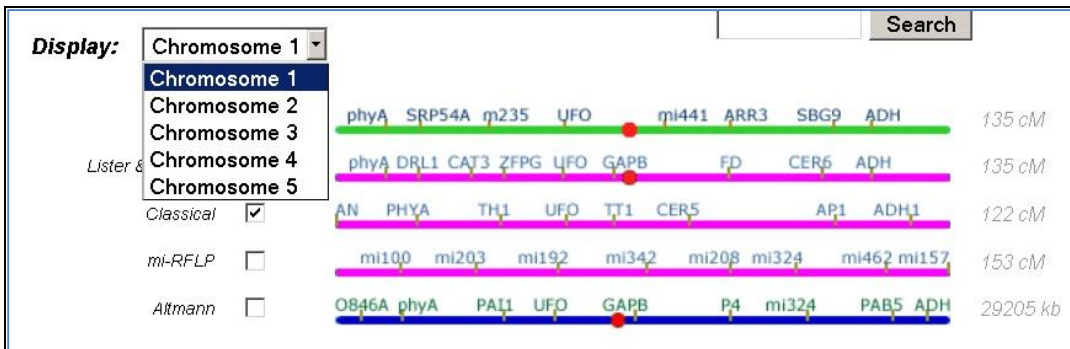 Search
Display: Chromosome 1
Chromosome 1
Chromosome 2
Chromosome 3
Chromosome 4
Chromosome 5
phyA SRP54A m235 UFO mi441 ARR3 SBG9 ADH 135 cM
Lister & phyA DRL1 CAT3 ZFPG UFO GAPB FD CER6 ADH 135 cM
Classical AN PHYA TH1 UFO TT1 CER5 AP1 ADH1 122 cM
mi-RFLP mi100 mi203 mi192 mi342 mi208 mi324 mi462 mi157 153 cM
Altmann O846A phyA PAI1 UFO GAPB P4 mi324 PAB5 ADH 29205 kb